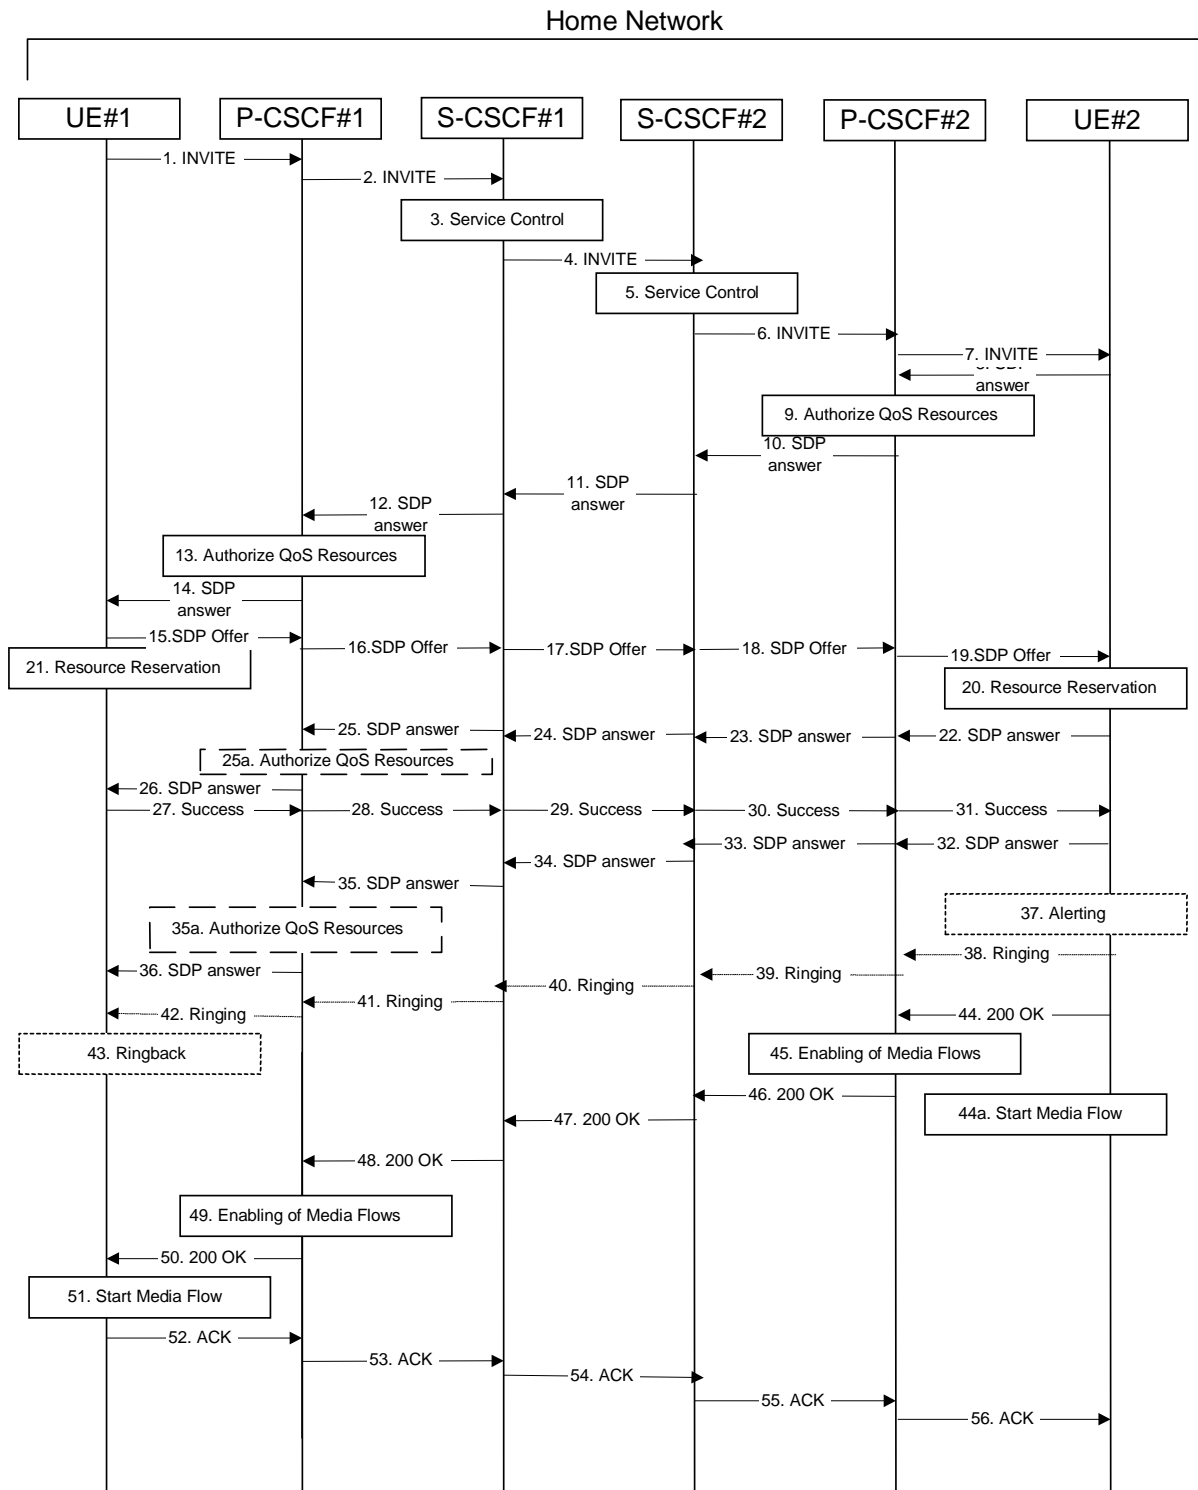 Home Network
UE#1
P-CSCF#1
S-CSCF#1
S-CSCF#2
P-CSCF#2
UE#2
1. INVITE
2. INVITE
3. Service Control
4. INVITE
5. Service Control
6. INVITE
7. INVITE
answer
9. Authorize QoS Resources
10. SDP
answer
11. SDP
answer
12. SDP
answer
13. Authorize QoS Resources
14. SDP
answer
15.SDP Offer
16.SDP Offer
17.SDP Offer
18. SDP Offer
19.SDP Offer
21. Resource Reservation
20. Resource Reservation
25. SDP answer
24. SDP answer
23. SDP answer
22. SDP answer
25a. Authorize QoS Resources
26. SDP answer
27. Success
28. Success
29. Success
30. Success
31. Success
33. SDP answer
32. SDP answer
34. SDP answer
35. SDP answer
35a. Authorize QoS Resources
37. Alerting
36. SDP answer
38. Ringing
39. Ringing
40. Ringing
41. Ringing
42. Ringing
44. 200 OK
43. Ringback
45. Enabling of Media Flows
46. 200 OK
44a. Start Media Flow
47. 200 OK
48. 200 OK
49. Enabling of Media Flows
50. 200 OK
51. Start Media Flow
52. ACK
53. ACK
54. ACK
55. ACK
56. ACK